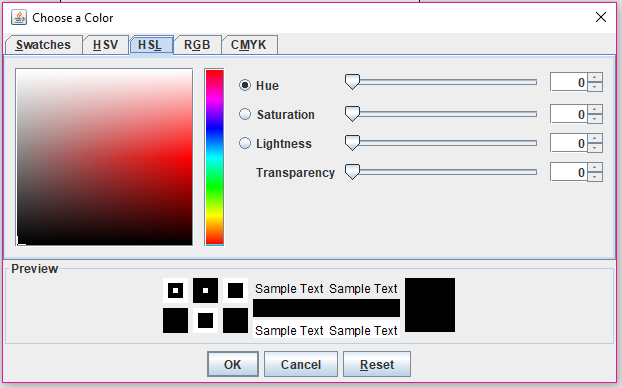 Choose a Color
Swatches HSV HSL RGB CMYK
Hue 0
Saturation 0
Lightness 0
Transparency 0
Preview
Sample Text Sample Text
Sample Text Sample Text
OK Cancel Reset